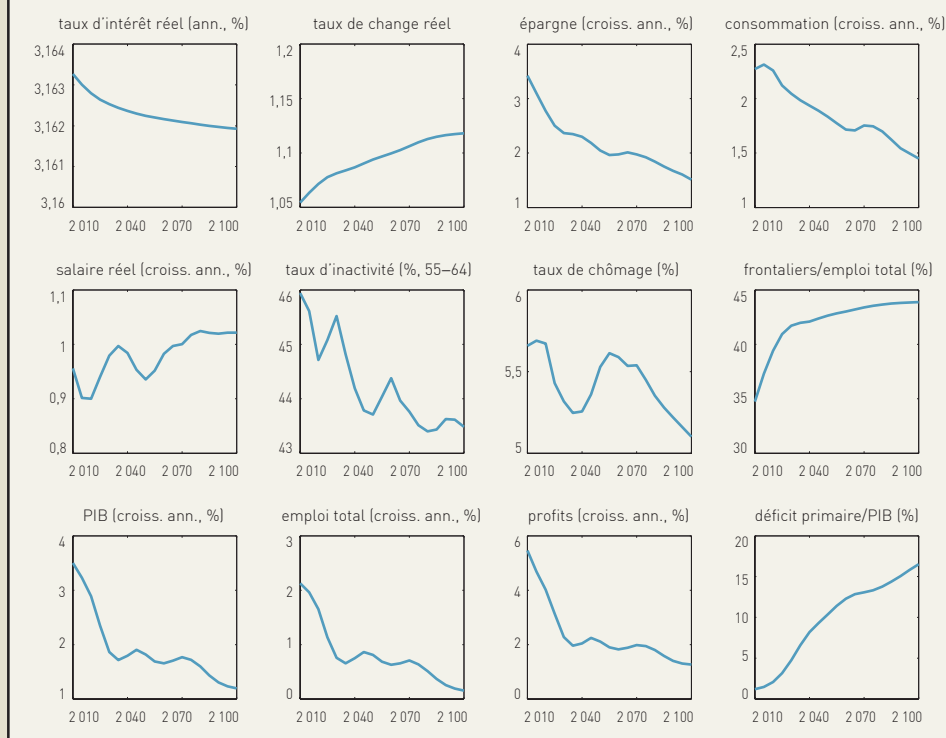 taux d'intérêt réel (ann., %)
3,164
3,163
3,162
3,161
3,16
2 010 2 040 2 070 2 100
taux de change réel
1,2
1,15
1,1
1,05
2 010 2 040 2 070 2 100
épargne (croiss. ann., %)
4
3
2
1
2 010 2 040 2 070 2 100
consommation (croiss. ann., %)
2,5
2
1,5
1
2 010 2 040 2 070 2 100
salaire réel (croiss. ann., %)
1,1
1
0,9
0,8
2 010 2 040 2 070 2 100
taux d'inactivité (%, 55–64)
46
45
44
43
2 010 2 040 2 070 2 100
taux de chômage (%)
6
5,5
5
2 010 2 040 2 070 2 100
frontaliers/emploi total (%)
45
40
35
30
2 010 2 040 2 070 2 100
PIB (croiss. ann., %)
4
3
2
1
2 010 2 040 2 070 2 100
emploi total (croiss. ann., %)
3
2
1
0
2 010 2 040 2 070 2 100
profits (croiss. ann., %)
6
4
2
0
2 010 2 040 2 070 2 100
déficit primaire/PIB (%)
20
15
10
5
0
2 010 2 040 2 070 2 100